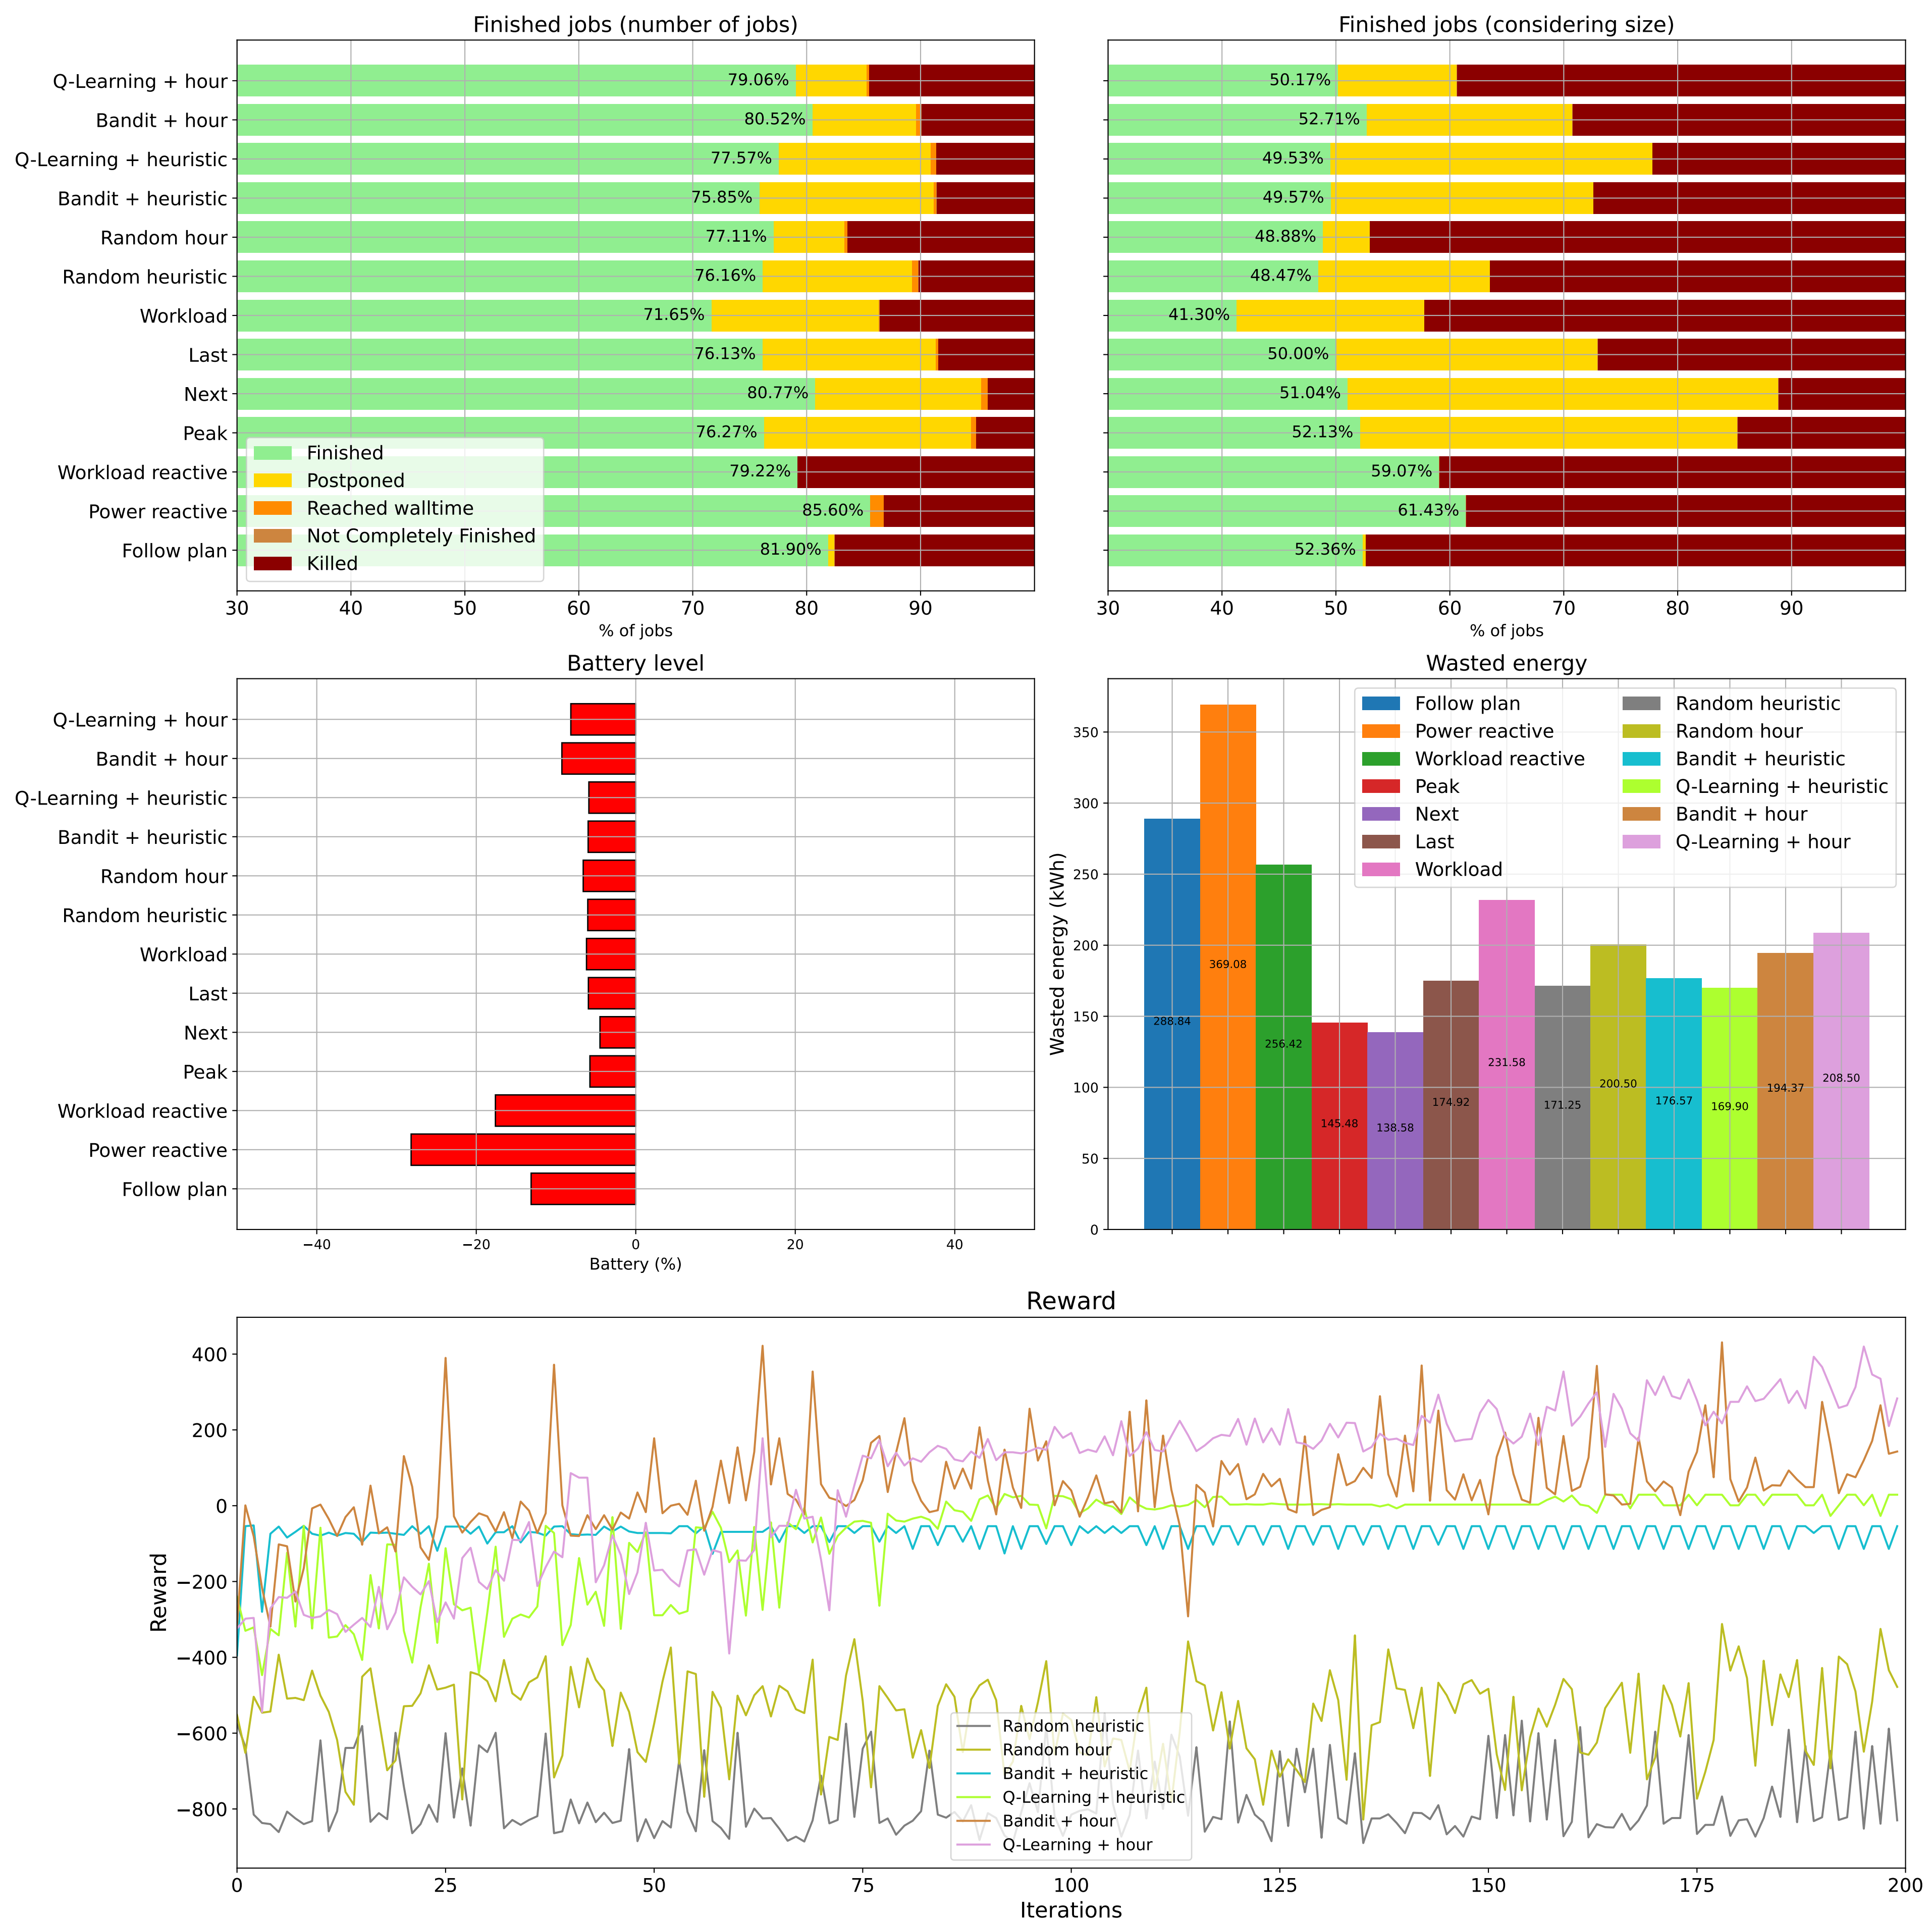 Finished jobs (number of jobs)
Q-Learning + hour
Bandit + hour
Q-Learning + heuristic
Bandit + heuristic
Random hour
Random heuristic
Workload
Last
Next
Peak
Workload reactive
Power reactive
Follow plan
79.06%
80.52%
77.57%
75.85%
77.11%
76.16%
71.65%
76.13%
80.77%
76.27%
79.22%
85.60%
81.90%
Finished
Postponed
Reached walltime
Not Completely Finished
Killed
30 40 50 60 70 80 90
% of jobs
Finished jobs (considering size)
50.17%
52.71%
49.53%
49.57%
48.88%
48.47%
41.30%
50.00%
51.04%
52.13%
59.07%
61.43%
52.36%
30 40 50 60 70 80 90
% of jobs
Battery level
Q-Learning + hour
Bandit + hour
Q-Learning + heuristic
Bandit + heuristic
Random hour
Random heuristic
Workload
Last
Next
Peak
Workload reactive
Power reactive
Follow plan
−40 −20 0 20 40
Battery (%)
Wasted energy
Wasted energy (kWh)
350
300
250
200
150
100
50
0
Follow plan
Power reactive
Workload reactive
Peak
Next
Last
Workload
Random heuristic
Random hour
Bandit + heuristic
Q-Learning + heuristic
Bandit + hour
Q-Learning + hour
288.84
369.08
256.42
145.48
138.58
174.92
231.58
171.25
200.50
176.57
169.90
194.37
208.50
Reward
Reward
400
200
0
−200
−400
−600
−800
Random heuristic
Random hour
Bandit + heuristic
Q-Learning + heuristic
Bandit + hour
Q-Learning + hour
0 25 50 75 100 125 150 175 200
Iterations